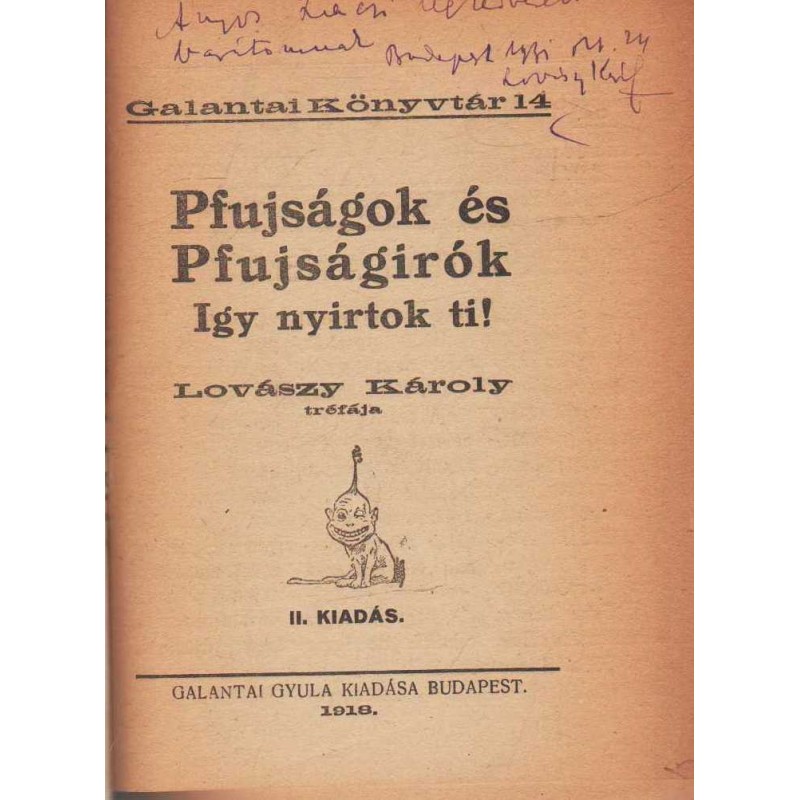 Budapest
Galantai Könyvtár 14
Pfujságok és
Pfujságirók
Igy nyirtok ti!
Lovászy Károly
tréfája
II. KIADÁS.
GALANTAI GYULA KIADÁSA BUDAPEST.
1918.